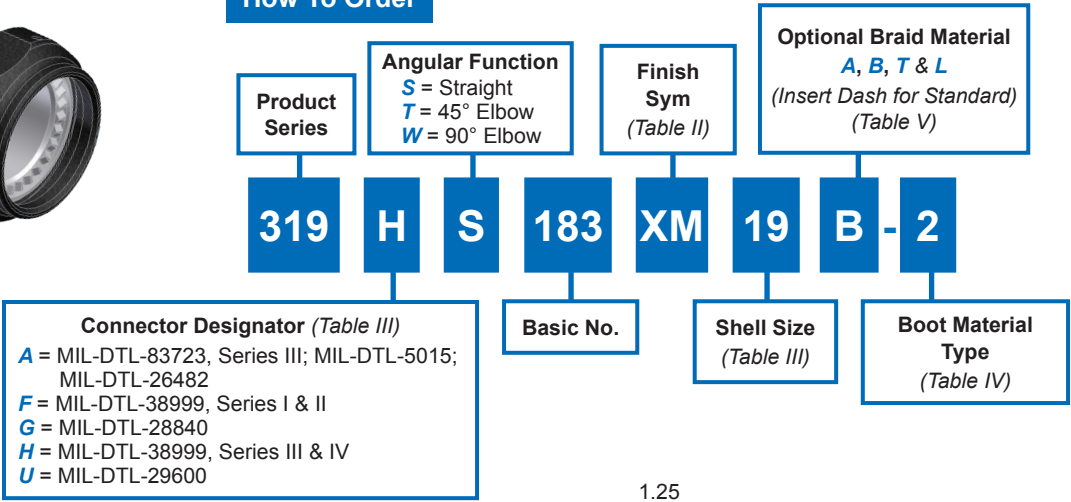 How To Order
Product
Series
Angular Function
S = Straight
T = 45° Elbow
W = 90° Elbow
Finish
Sym
(Table II)
Optional Braid Material
A, B, T & L
(Insert Dash for Standard)
(Table V)
319 H S 183 XM 19 B - 2
Connector Designator (Table III)
A = MIL-DTL-83723, Series III; MIL-DTL-5015;
MIL-DTL-26482
F = MIL-DTL-38999, Series I & II
G = MIL-DTL-28840
H = MIL-DTL-38999, Series III & IV
U = MIL-DTL-29600
Basic No.
Shell Size
(Table III)
Boot Material
Type
(Table IV)
1.25